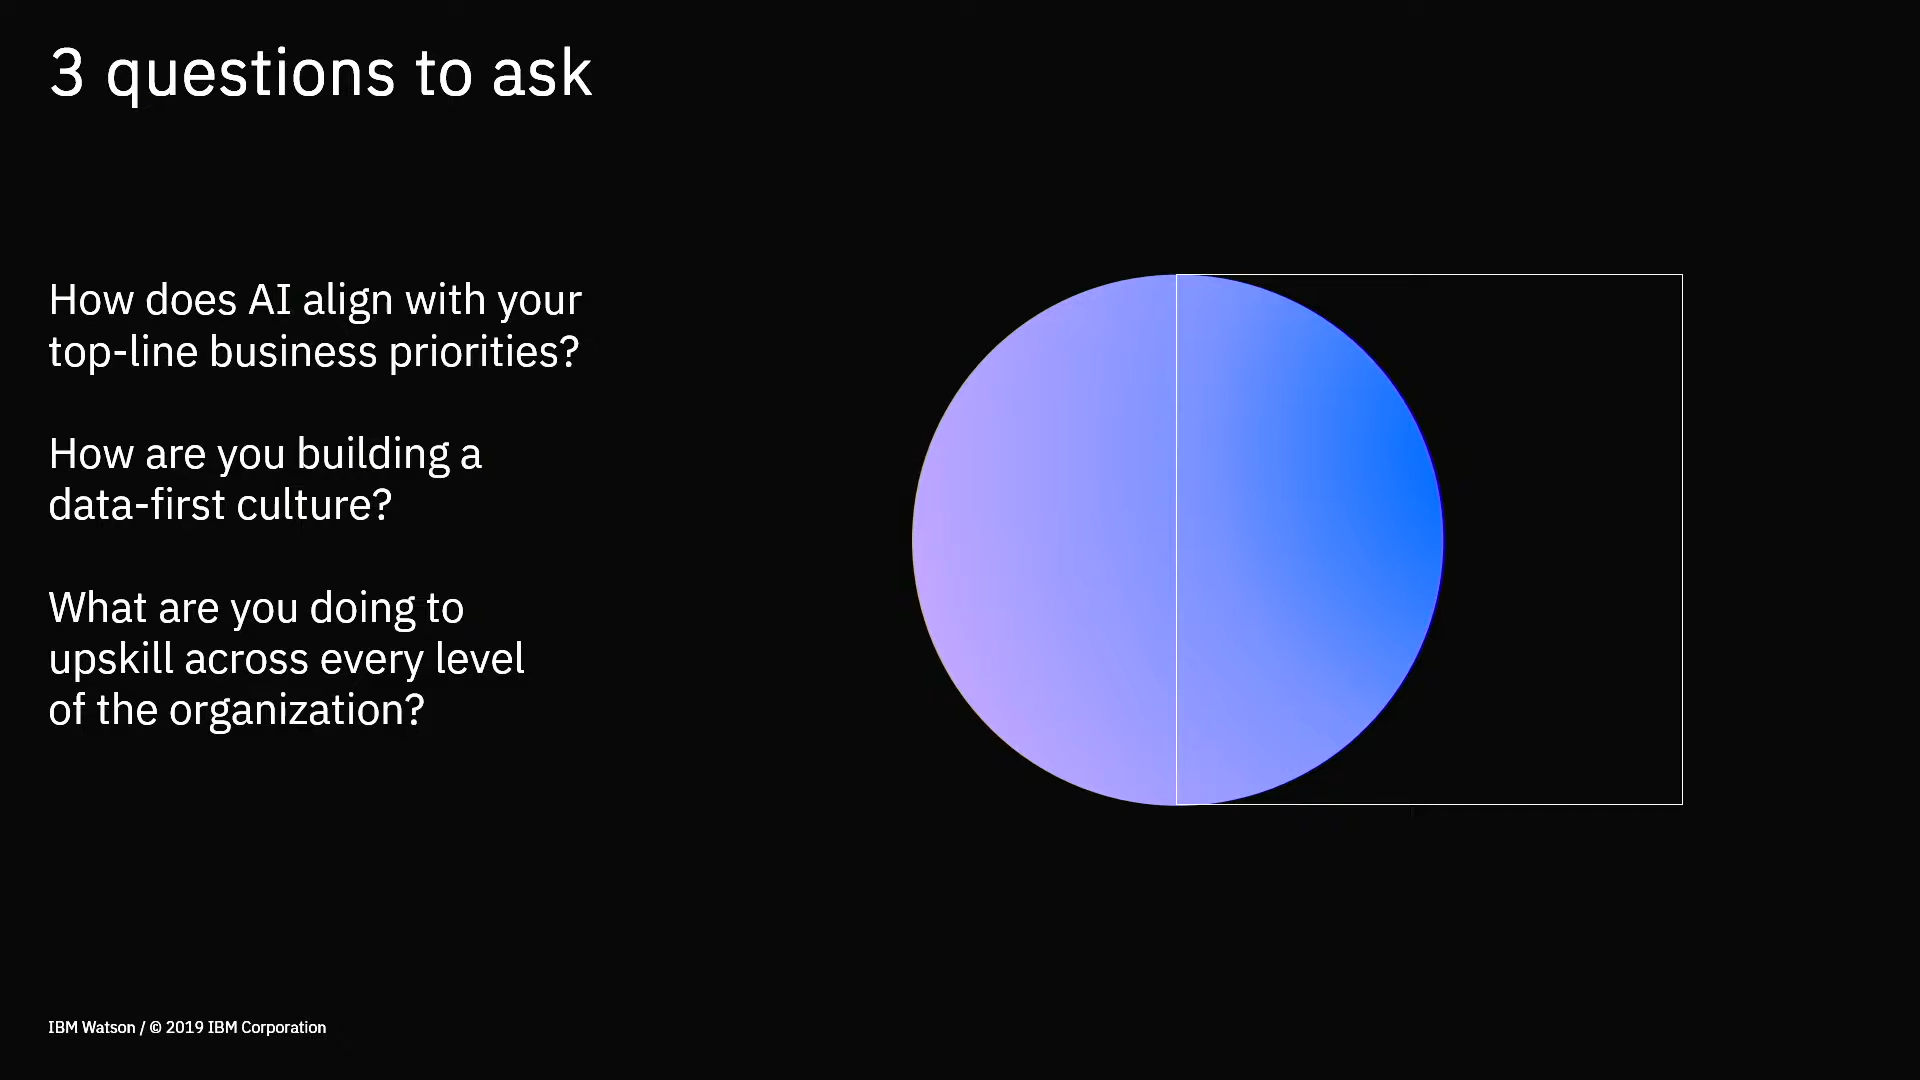 3 questions to ask
How does AI align with your
top-line business priorities?
How are you building a
data-first culture?
What are you doing to
upskill across every level
of the organization?
IBM Watson / © 2019 IBM Corporation